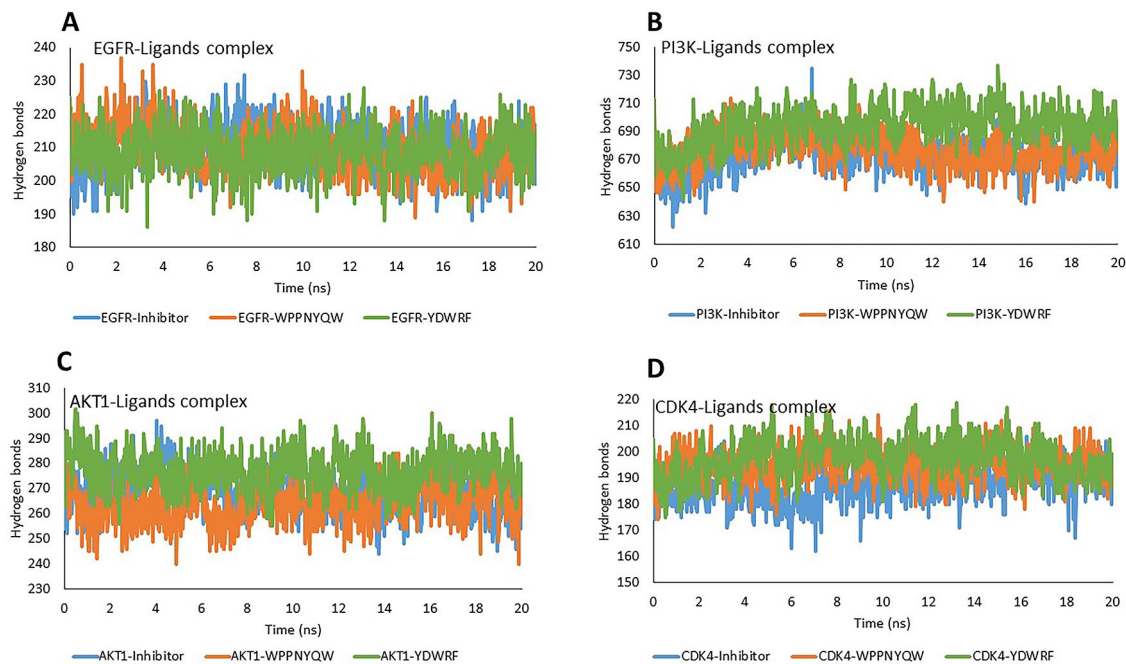 A
EGFR-Ligands complex
240
230
220
210
200
190
180
Hydrogen bonds
0 2 4 6 8 10 12 14 16 18 20
Time (ns)
EGFR-Inhibitor EGFR-WPPNYQW EGFR-YDWRF
B
PI3K-Ligands complex
750
730
710
690
670
650
630
610
Hydrogen bonds
0 2 4 6 8 10 12 14 16 18 20
Time (ns)
PI3K-Inhibitor PI3K-WPPNYQW PI3K-YDWRF
C
AKT1-Ligands complex
310
300
290
280
270
260
250
240
230
Hydrogen bonds
0 2 4 6 8 10 12 14 16 18 20
Time (ns)
AKT1-Inhibitor AKT1-WPPNYQW AKT1-YDWRF
D
CDK4-Ligands complex
220
210
200
190
180
170
160
150
Hydrogen bonds
0 2 4 6 8 10 12 14 16 18 20
Time (ns)
CDK4-Inhibitor CDK4-WPPNYQW CDK4-YDWRF